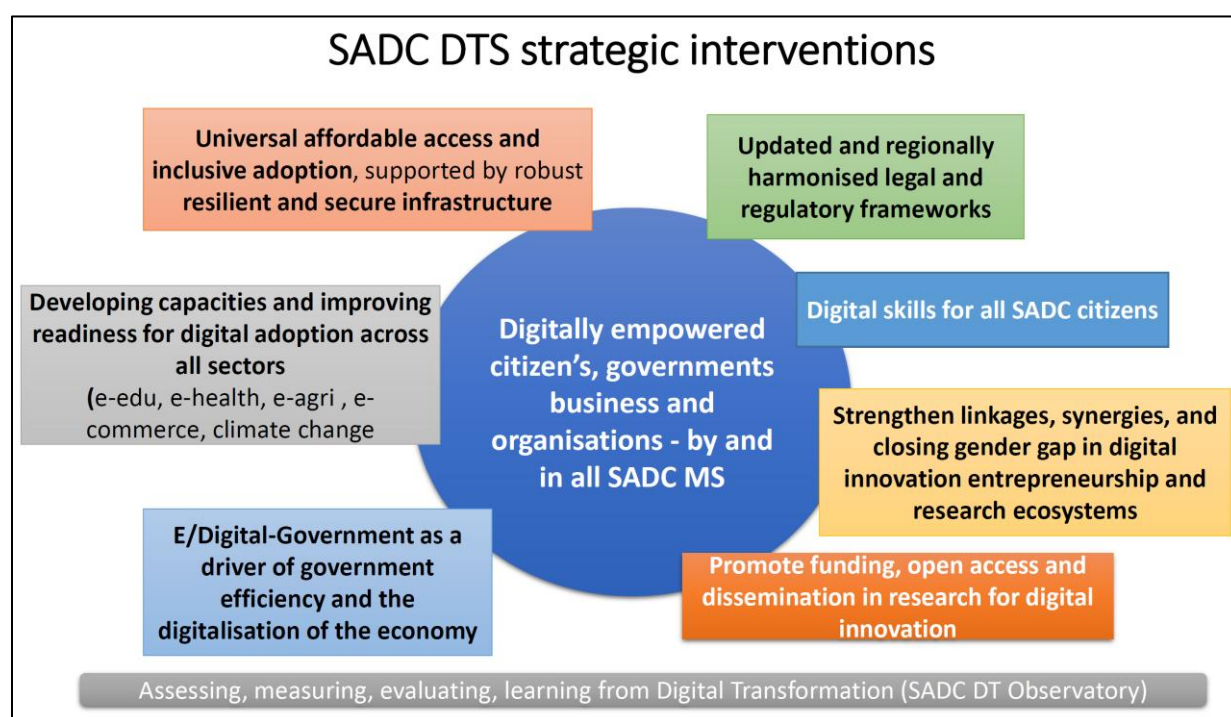 SADC DTS strategic interventions
Universal affordable access and
inclusive adoption, supported by robust
resilient and secure infrastructure
Updated and regionally
harmonised legal and
regulatory frameworks
Developing capacities and improving
readiness for digital adoption across
all sectors
(e-edu, e-health, e-agri , e-
commerce, climate change
Digitally empowered
citizen’s, governments
business and
organisations - by and
in all SADC MS
Digital skills for all SADC citizens
Strengthen linkages, synergies, and
closing gender gap in digital
innovation entrepreneurship and
research ecosystems
E/Digital-Government as a
driver of government
efficiency and the
digitalisation of the economy
Promote funding, open access and
dissemination in research for digital
innovation
Assessing, measuring, evaluating, learning from Digital Transformation (SADC DT Observatory)